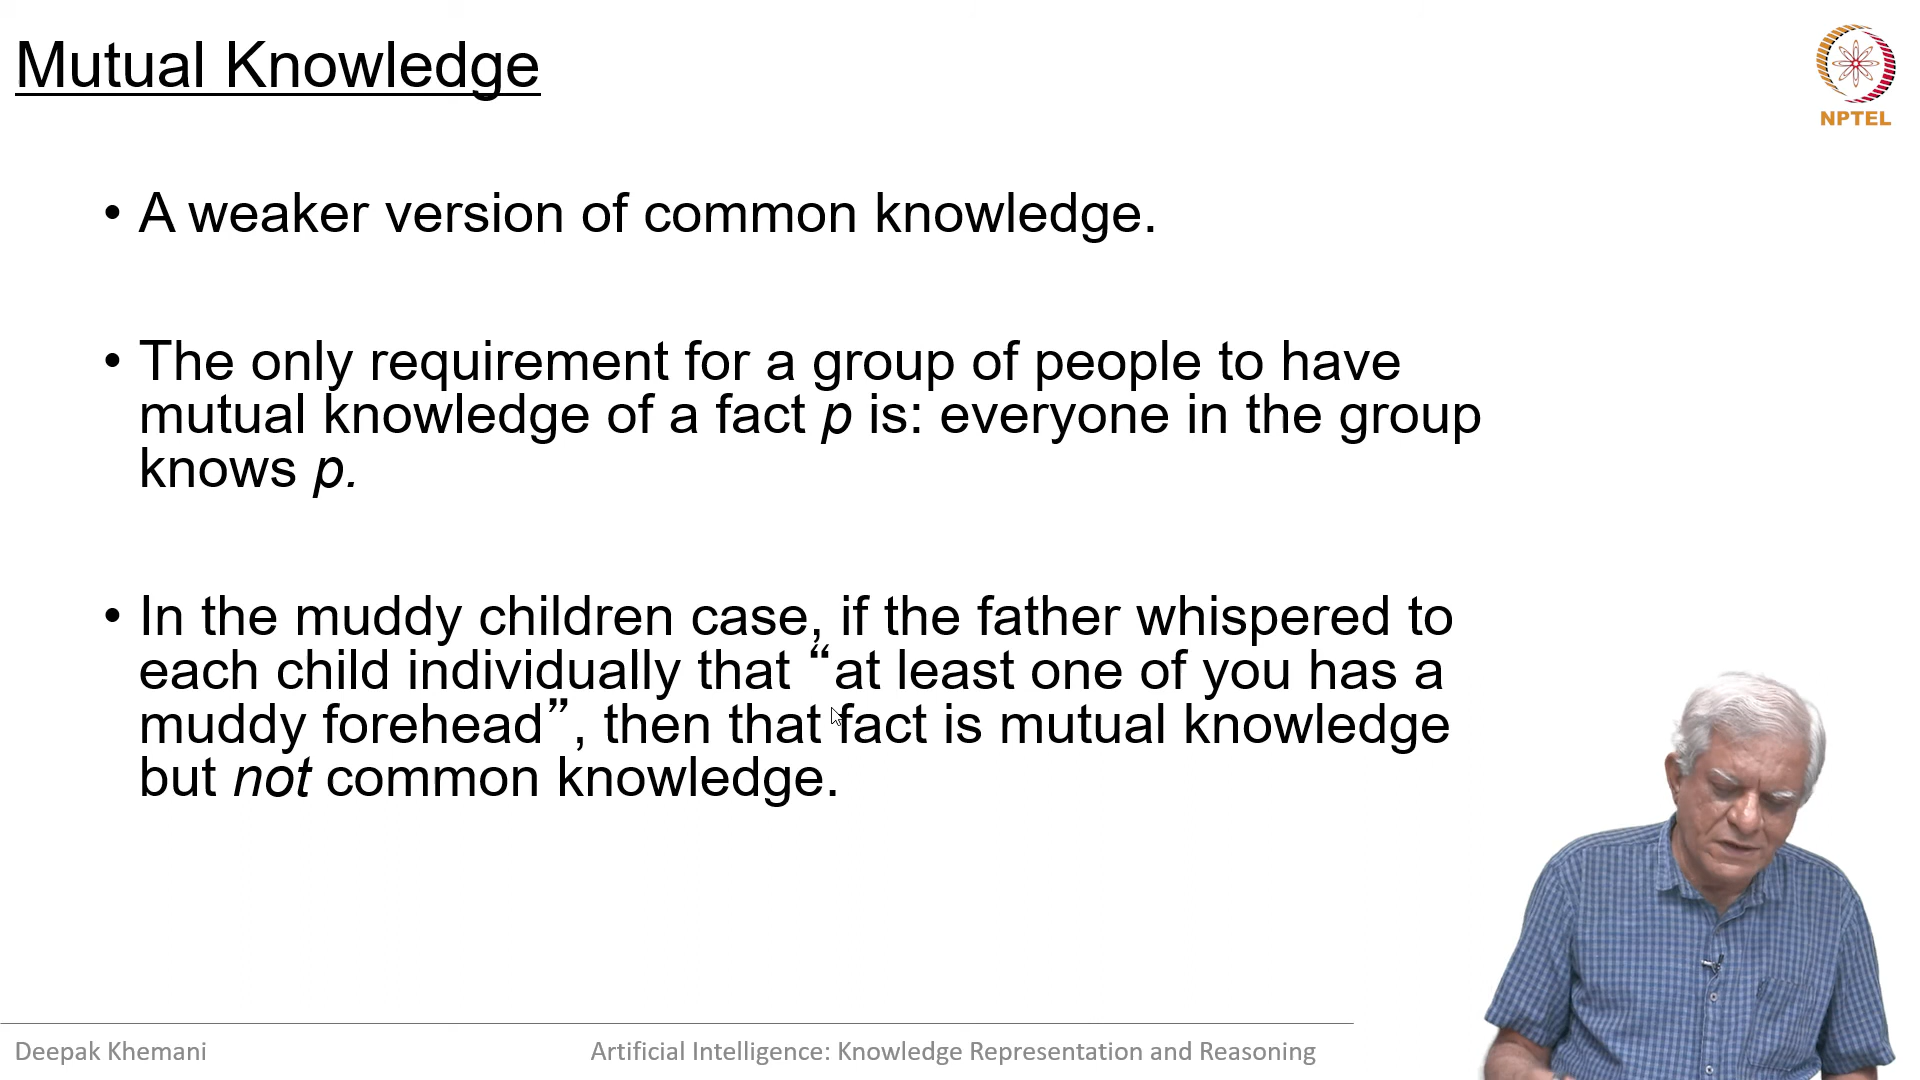 Mutual Knowledge
NPTEL
• A weaker version of common knowledge.
• The only requirement for a group of people to have
mutual knowledge of a fact p is: everyone in the group
knows p.
• In the muddy children case, if the father whispered to
each child individually that “at least one of you has a
muddy forehead”, then that fact is mutual knowledge
but not common knowledge.
Deepak Khemani
Artificial Intelligence: Knowledge Representation and Reasoning